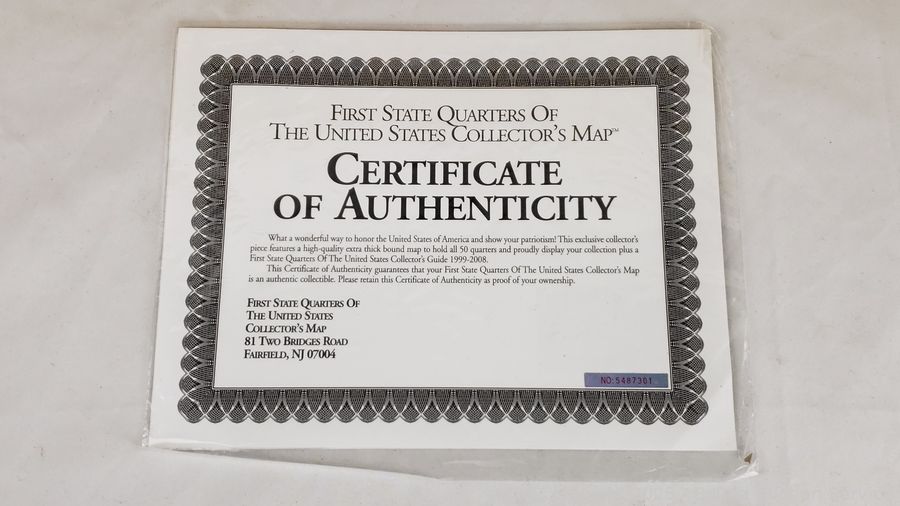 FIRST STATE QUARTERS OF
THE UNITED STATES COLLECTOR'S MAP™
CERTIFICATE
OF AUTHENTICITY
What a wonderful way to honor the United States of America and show your patriotism! This exclusive collector's
piece features a high-quality extra thick bound map to hold all 50 quarters and proudly display your collection plus a
First State Quarters Of The United States Collector's Guide 1999-2008.
This Certificate of Authenticity guarantees that your First State Quarters Of The United States Collector's Map
is an authentic collectible. Please retain this Certificate of Authenticity as proof of your ownership.
FIRST STATE QUARTERS OF
THE UNITED STATES
COLLECTOR'S MAP
81 TWO BRIDGES ROAD
FAIRFIELD, NJ 07004
NO:5487301